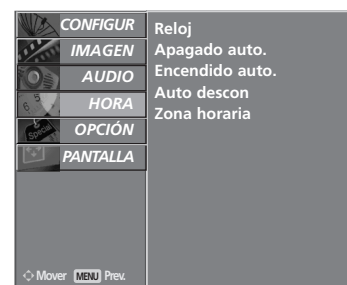 CONFIGUR
IMAGEN
AUDIO
HORA
OPCIÓN
PANTALLA
Reloj
Apagado auto.
Encendido auto.
Auto descon
Zona horaria
Mover MENU Prev.